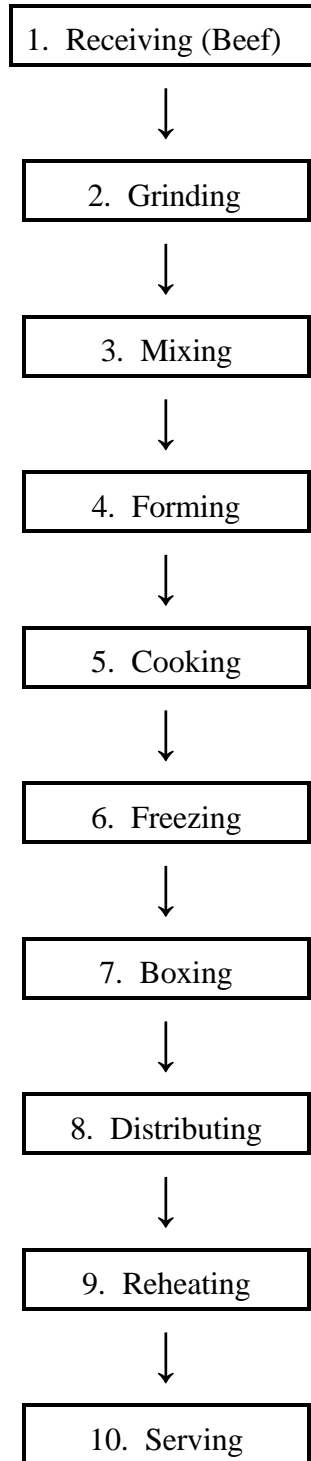 1. Receiving (Beef)
2. Grinding
3. Mixing
4. Forming
5. Cooking
6. Freezing
7. Boxing
8. Distributing
9. Reheating
10. Serving